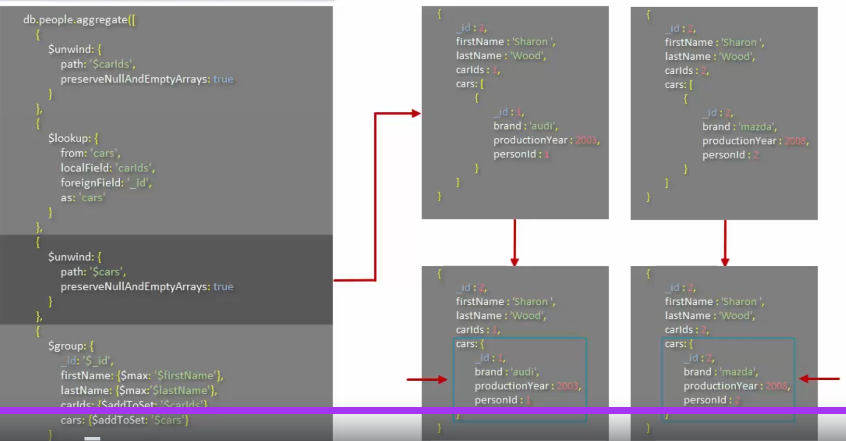 db.people.aggregate([
{
$unwind: {
path: '$carIds',
preserveNullAndEmptyArrays: true
}
},
{
$lookup: {
from: 'cars',
localField: 'carIds',
foreignField: '_id',
as: 'cars'
}
},
{
$unwind: {
path: '$cars',
preserveNullAndEmptyArrays: true
}
},
{
$group: {
_id: '$_id',
firstName: {$max: '$firstName'},
lastName: {$max:'$lastName'},
carIds: {$addToSet: '$carIds'}
cars: {$addToSet: '$cars'}
}
{
_id : 2,
firstName : 'Sharon ',
lastName : 'Wood',
carIds : 1,
cars: [
{
_id : 1,
brand : 'audi',
productionYear : 2003,
personId : 1
}
]
}
{
_id : 2,
firstName : 'Sharon ',
lastName : 'Wood',
carIds : 2,
cars: [
{
_id : 2,
brand : 'mazda',
productionYear : 2008,
personId : 2
}
]
}
{
_id : 2,
firstName : 'Sharon ',
lastName : 'Wood',
carIds : 1,
cars: {
_id : 1,
brand : 'audi',
productionYear : 2003,
personId : 1
}
}
{
_id : 2,
firstName : 'Sharon ',
lastName : 'Wood',
carIds : 2,
cars: {
_id : 2,
brand : 'mazda',
productionYear : 2008,
personId : 2
}
}